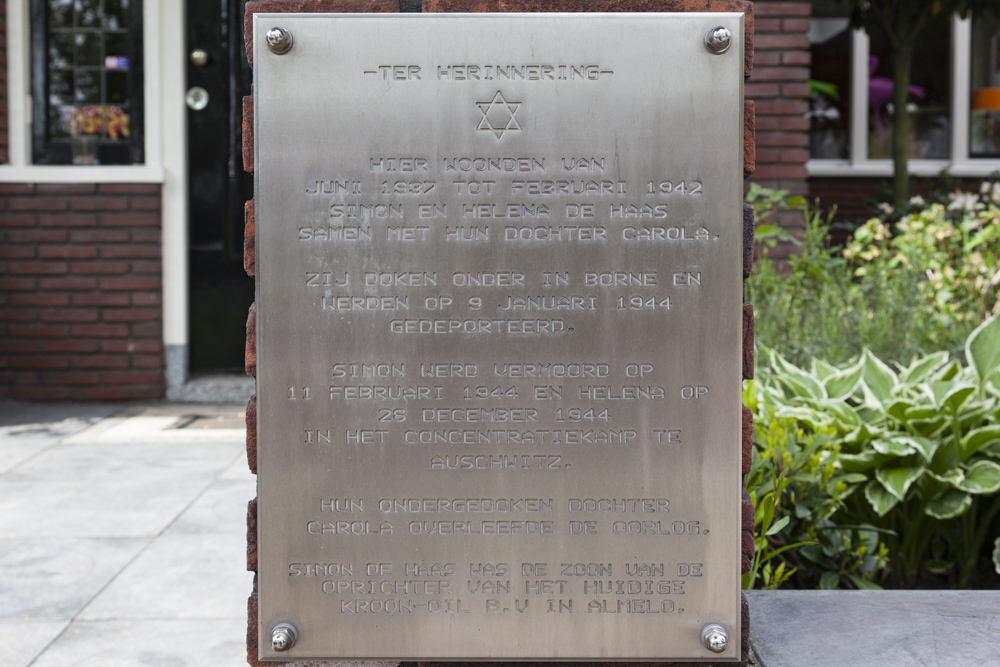 -TER HERINNERING-
HIER WOONDEN VAN
JUNI 1937 TOT FEBRUARI 1942
SIMON EN HELENA DE HAAS
SAMEN MET HUN DOCHTER CAROLA.
ZIJ DOKEN ONDER IN BORNE EN
WERDEN OP 9 JANUARI 1944
GEDEPORTEERD.
SIMON WERD VERMOORD OP
11 FEBRUARI 1944 EN HELENA OP
26 DECEMBER 1944
IN HET CONCENTRATIEKAMP TE
AUSCHWITZ.
HUN ONDERGEDOKEN DOCHTER
CAROLA OVERLEEFDE DE OORLOG.
SIMON DE HAAS WAS DE ZOON VAN DE
OPRICHTER VAN HET HUIDIGE
KROON-OIL B.V IN ALMELO.